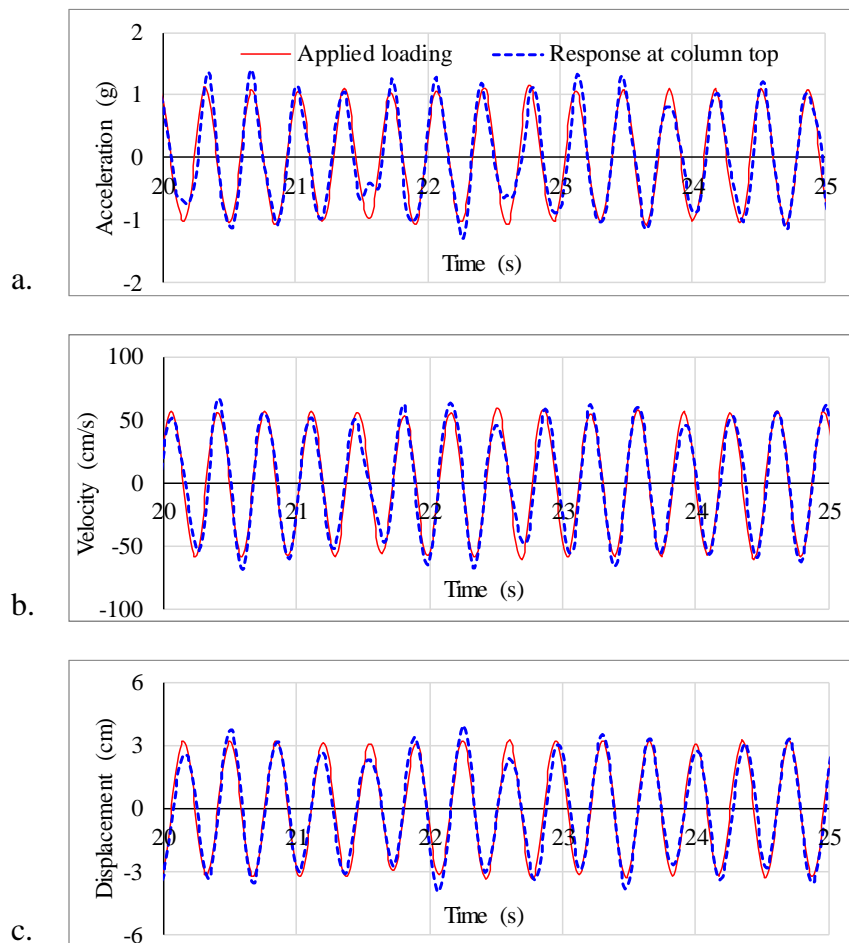 2
Applied loading Response at column top
1
0
-1
-2
20 21 22 23 24 25
Acceleration (g)
Time (s)
a.
100
50
0
-50
-100
20 21 22 23 24 25
Velocity (cm/s)
Time (s)
b.
6
3
0
-3
-6
20 21 22 23 24 25
Displacement (cm)
Time (s)
c.